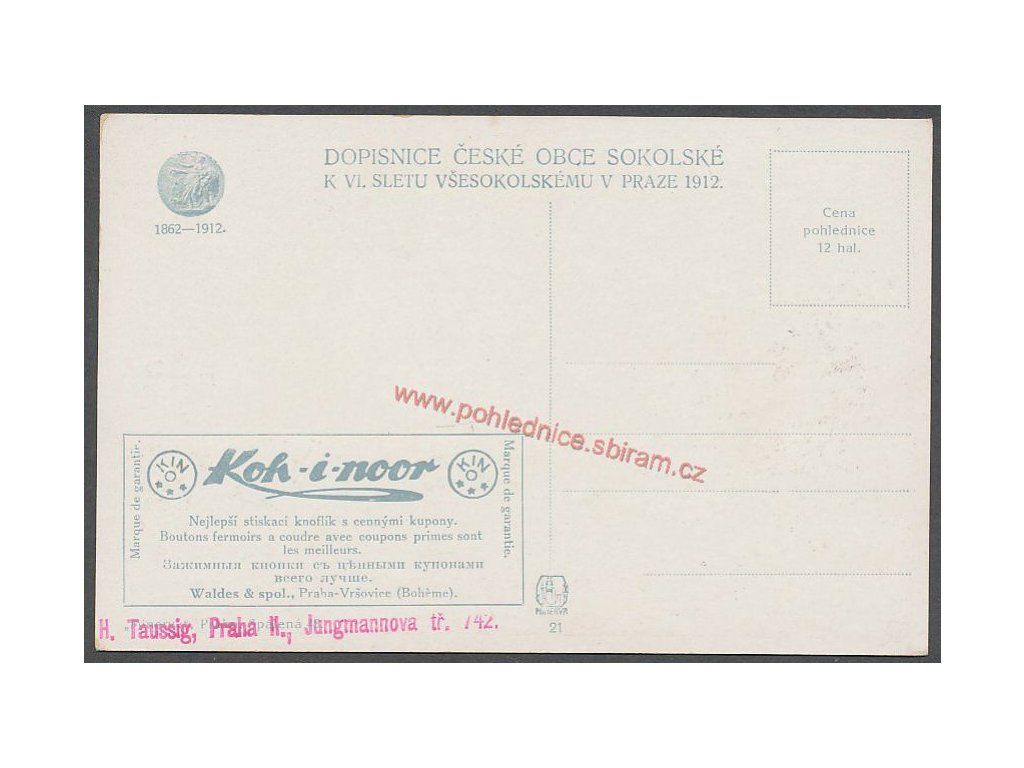 DOPISNICE ČESKÉ OBCE SOKOLSKÉ
K VI. SLETU VŠESOKOLSKÉMU V PRAZE 1912.
1862—1912.
Cena
pohlednice
12 hal.
www.pohlednice.sbiram.cz
Marque de garantie.
KINO
Koh-i-noor
KINO
Marque de garantie.
Nejlepší stiskací knoflík s cennými kupony.
Boutons fermoirs a coudre avec coupons primes sont
les meilleurs.
Зажимныя кнопки съ цѣнными купонами
всего лучше.
Waldes & spol., Praha-Vršovice (Bohême).
MINERVA
21
H. Taussig, Praha II., Jungmannova tř. 742.